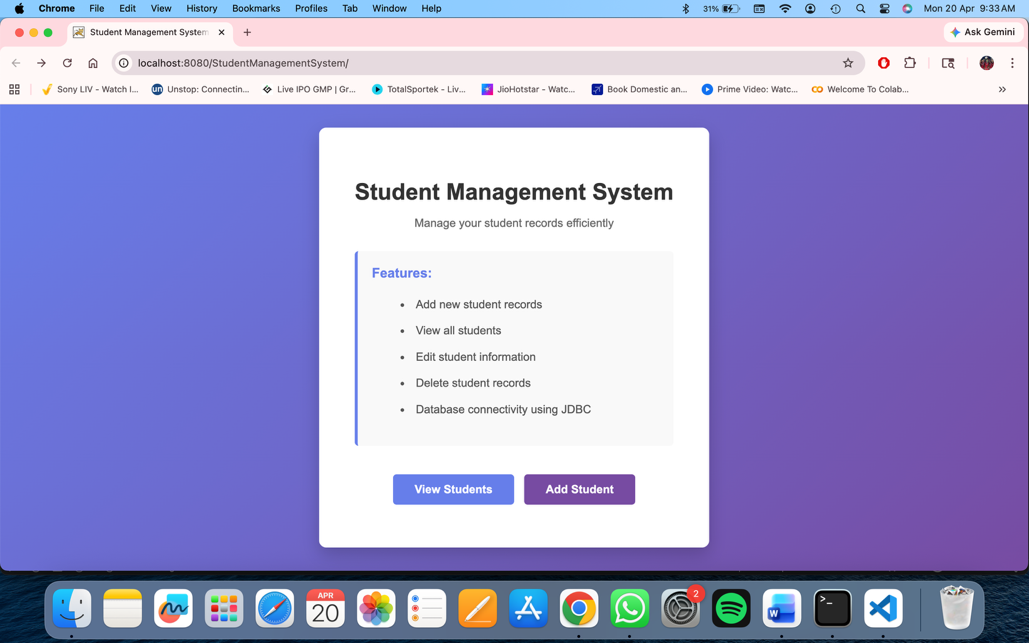 Chrome File Edit View History Bookmarks Profiles Tab Window Help 31% Mon 20 Apr 9:33 AM
Student Management System Ask Gemini
localhost:8080/StudentManagementSystem/
Sony LIV - Watch I... un Unstop: Connectin... Live IPO GMP | Gr... TotalSportek - Liv... JioHotstar - Watc... Book Domestic an... Prime Video: Watc... Welcome To Colab...
Student Management System
Manage your student records efficiently
Features:
• Add new student records
• View all students
• Edit student information
• Delete student records
• Database connectivity using JDBC
View Students Add Student
APR 2
20 W >_